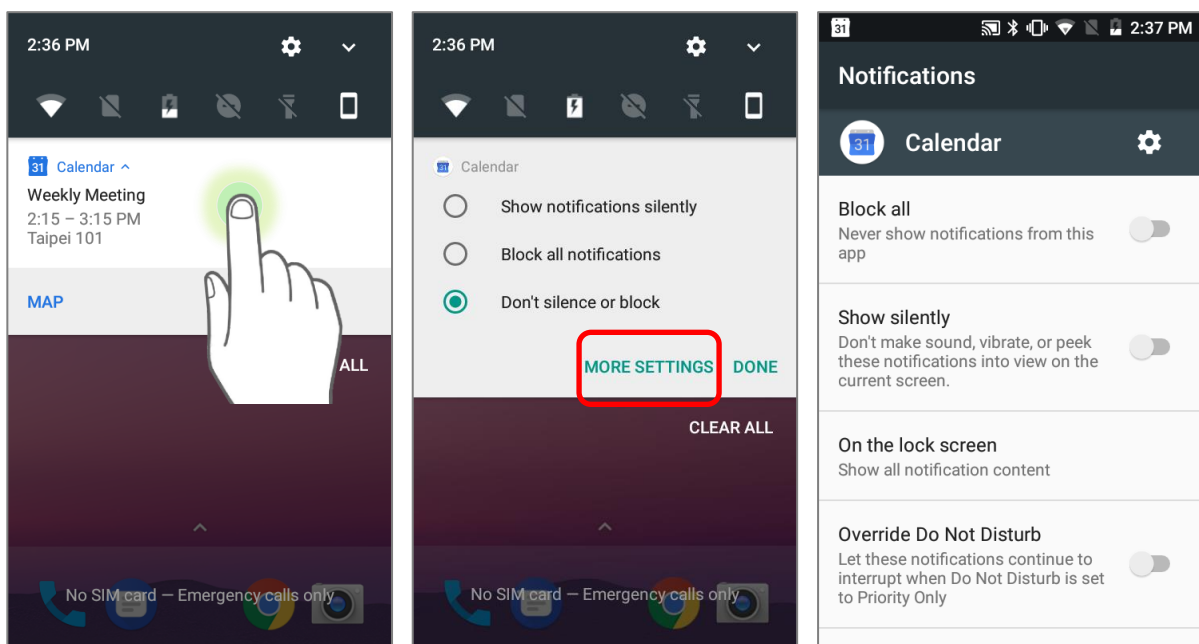 2:36 PM
31 Calendar
Weekly Meeting
2:15 – 3:15 PM
Taipei 101
MAP
ALL
No SIM card — Emergency calls only
2:36 PM
31 Calendar
Show notifications silently
Block all notifications
Don't silence or block
MORE SETTINGS DONE
CLEAR ALL
No SIM card — Emergency calls only
31 2:37 PM
Notifications
31 Calendar
Block all
Never show notifications from this
app
Show silently
Don't make sound, vibrate, or peek
these notifications into view on the
current screen.
On the lock screen
Show all notification content
Override Do Not Disturb
Let these notifications continue to
interrupt when Do Not Disturb is set
to Priority Only